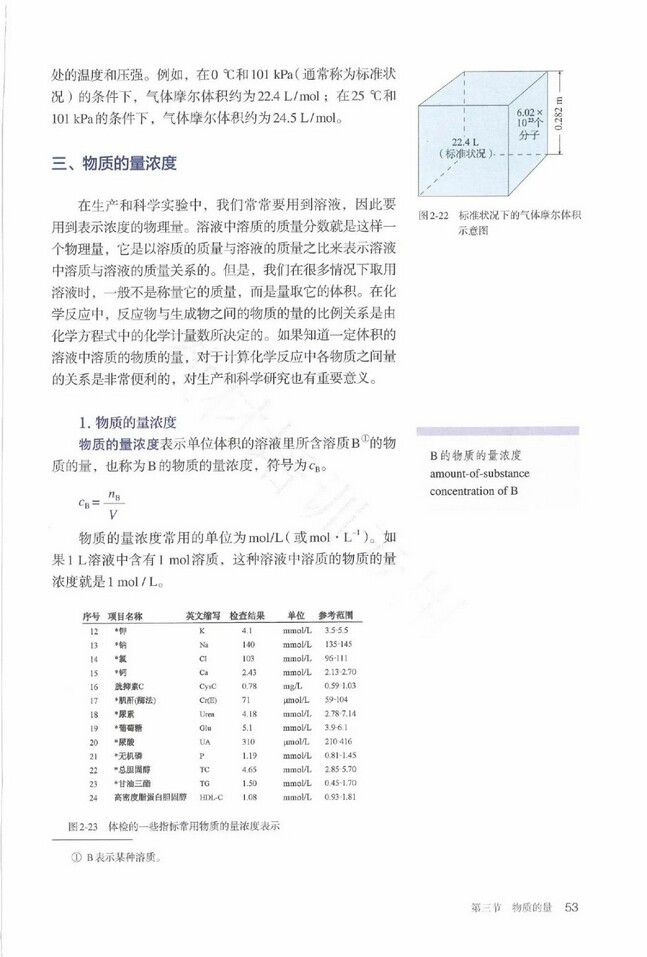 处的温度和压强。例如，在0 ℃和101 kPa（通常称为标准状
况）的条件下，气体摩尔体积约为22.4 L/mol；在25 ℃和
101 kPa的条件下，气体摩尔体积约为24.5 L/mol。
22.4 L
（标准状况）
6.02×
10²³个
分子
0.282 m
图2-22 标准状况下的气体摩尔体积
示意图
三、物质的量浓度
在生产和科学实验中，我们常常要用到溶液，因此要
用到表示浓度的物理量。溶液中溶质的质量分数就是这样一
个物理量，它是以溶质的质量与溶液的质量之比来表示溶液
中溶质与溶液的质量关系的。但是，我们在很多情况下取用
溶液时，一般不是称量它的质量，而是量取它的体积。在化
学反应中，反应物与生成物之间的物质的量的比例关系是由
化学方程式中的化学计量数所决定的。如果知道一定体积的
溶液中溶质的物质的量，对于计算化学反应中各物质之间量
的关系是非常便利的，对生产和科学研究也有重要意义。
1. 物质的量浓度
物质的量浓度表示单位体积的溶液里所含溶质B①的物
质的量，也称为B的物质的量浓度，符号为cB。
cB = nB/V
B的物质的量浓度
amount-of-substance
concentration of B
物质的量浓度常用的单位为mol/L（或mol·L⁻¹）。如
果1 L溶液中含有1 mol溶质，这种溶液中溶质的物质的量
浓度就是1 mol / L。
序号 项目名称 英文缩写 检查结果 单位 参考范围
12 *钾 K 4.1 mmol/L 3.5-5.5
13 *钠 Na 140 mmol/L 135-145
14 *氯 Cl 103 mmol/L 96-111
15 *钙 Ca 2.43 mmol/L 2.13-2.70
16 胱抑素C CysC 0.78 mg/L 0.59-1.03
17 *肌酐(酶法) Cr(E) 71 μmol/L 59-104
18 *尿素 Urea 4.18 mmol/L 2.78-7.14
19 *葡萄糖 Glu 5.1 mmol/L 3.9-6.1
20 *尿酸 UA 310 μmol/L 210-416
21 *无机磷 P 1.19 mmol/L 0.81-1.45
22 *总胆固醇 TC 4.65 mmol/L 2.85-5.70
23 *甘油三酯 TG 1.50 mmol/L 0.45-1.70
24 高密度脂蛋白胆固醇 HDL-C 1.08 mmol/L 0.93-1.81
图2-23 体检的一些指标常用物质的量浓度表示
① B表示某种溶质。
第三节 物质的量 53